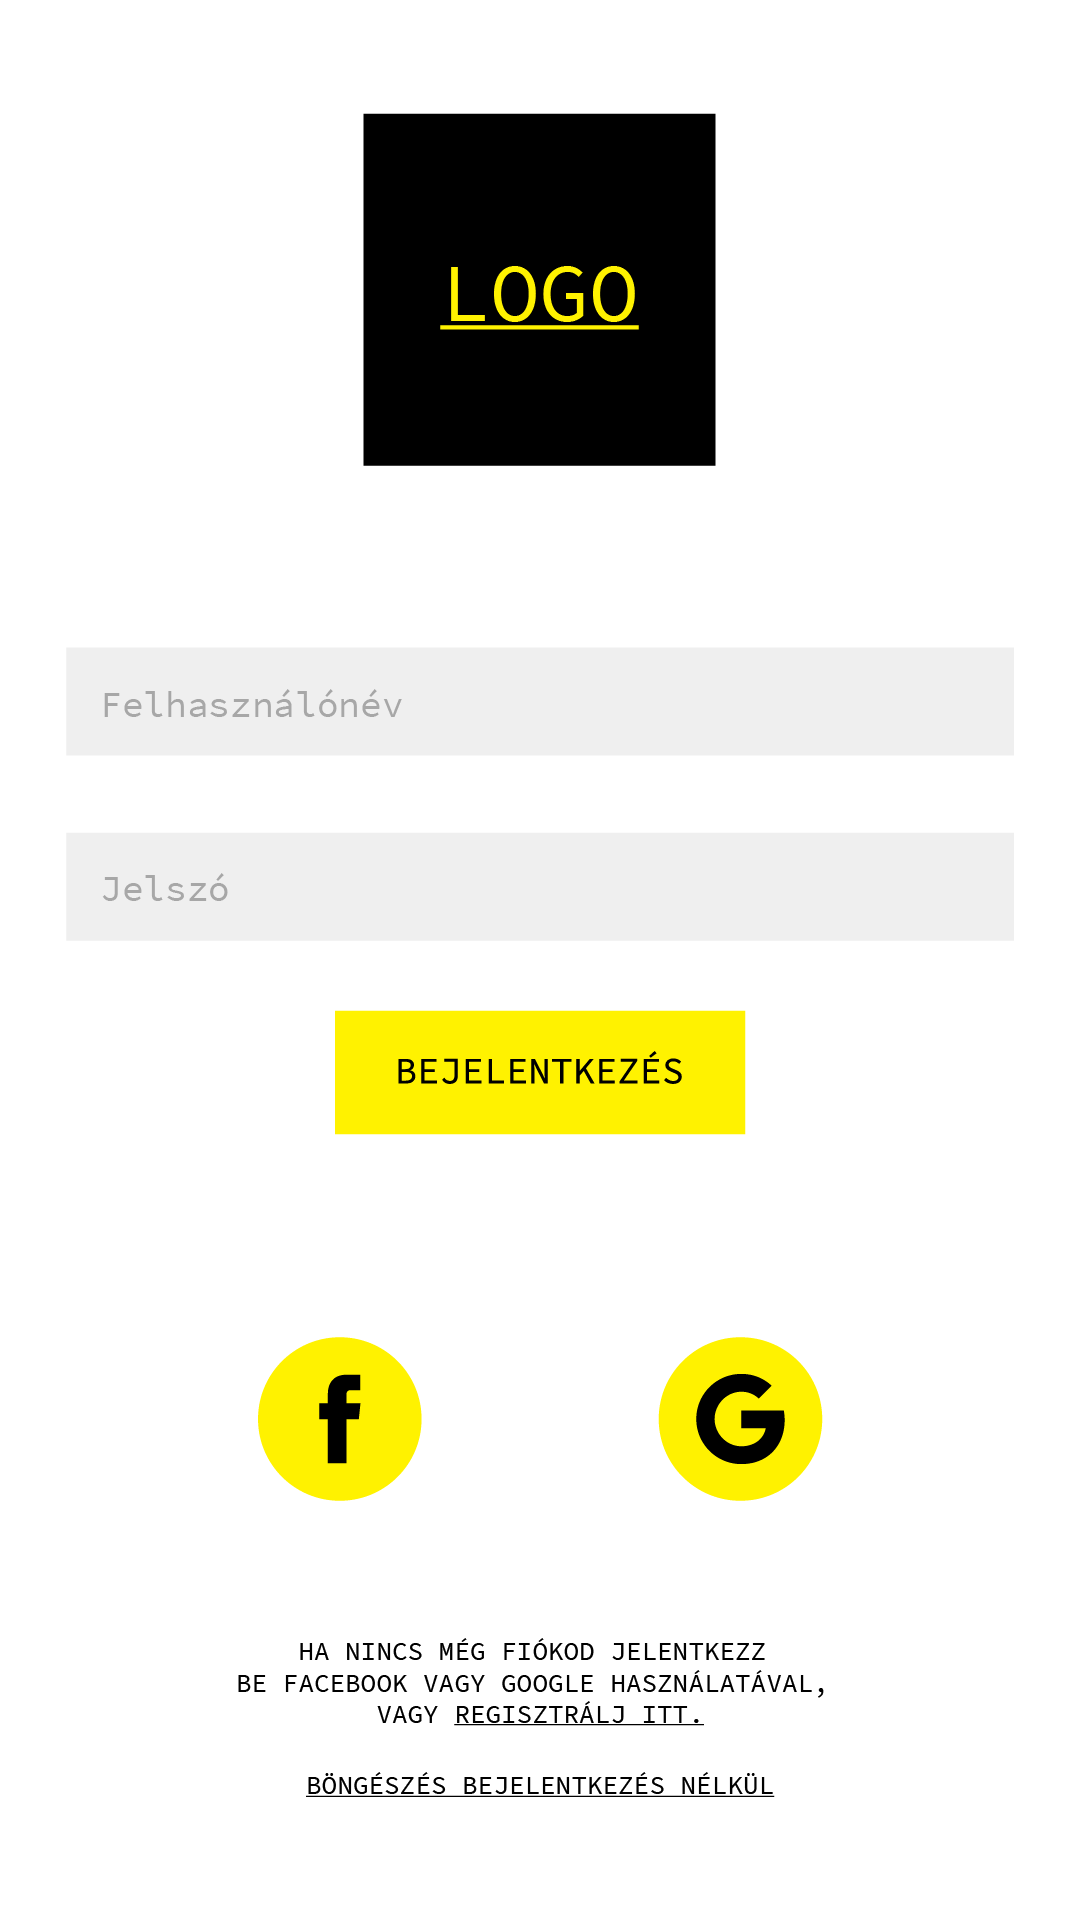 LOGO
Felhasználónév
Jelszó
BEJELENTKEZÉS
HA NINCS MÉG FIÓKOD JELENTKEZZ
BE FACEBOOK VAGY GOOGLE HASZNÁLATÁVAL,
VAGY REGISZTRÁLJ ITT.
BÖNGÉSZÉS BEJELENTKEZÉS NÉLKÜL